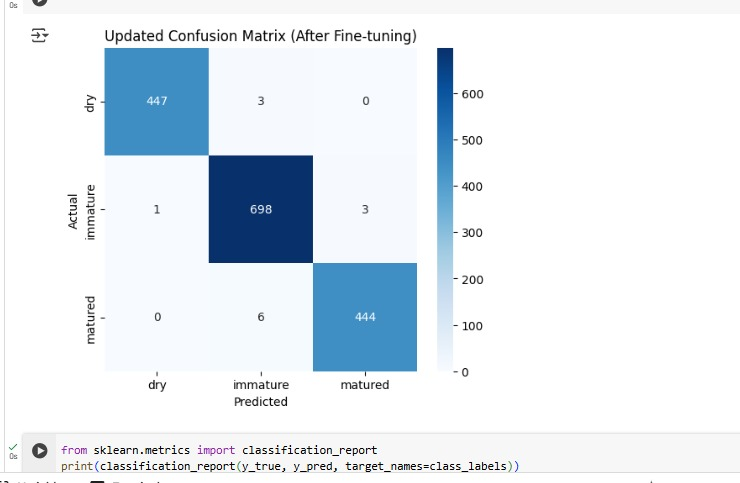 0s
Updated Confusion Matrix (After Fine-tuning)
dry
447
3
0
600
500
Actual
immature
1
698
3
400
300
matured
0
6
444
200
100
0
dry
immature
matured
Predicted
0s
from sklearn.metrics import classification_report
print(classification_report(y_true, y_pred, target_names=class_labels))